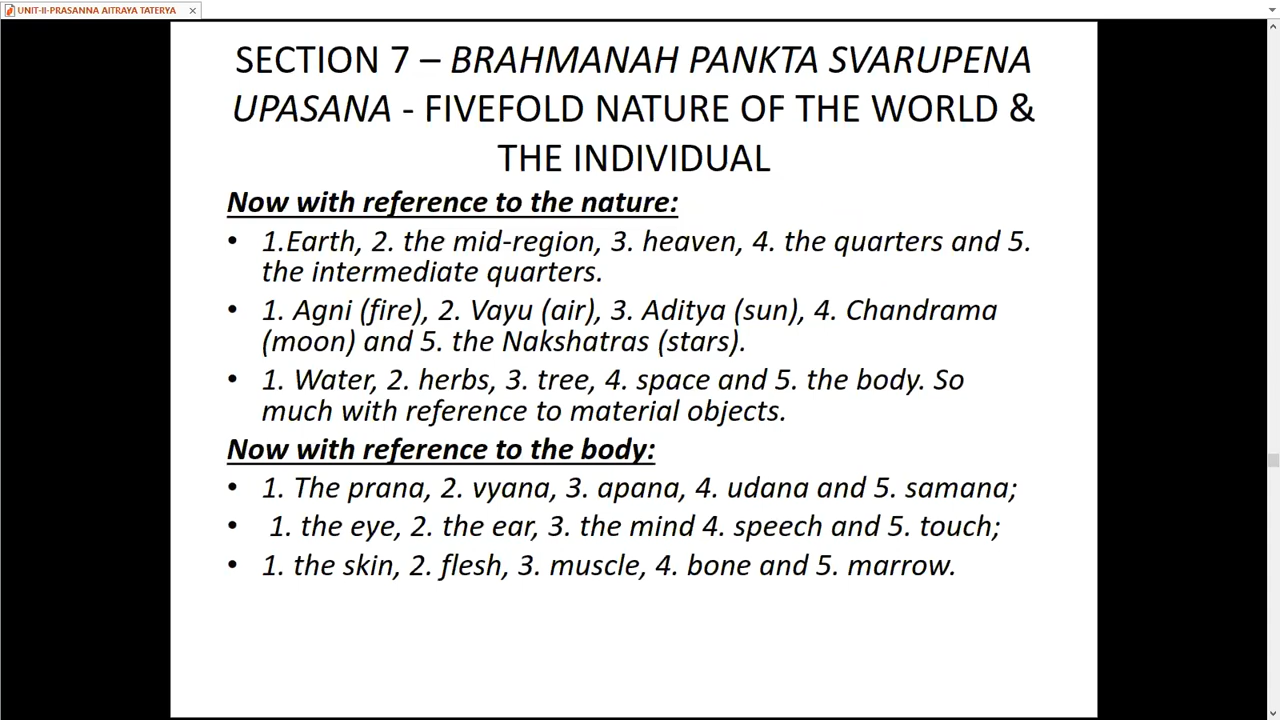 UNIT-II-PRASANNA AITRAYA TATERYA
SECTION 7 – BRAHMANAH PANKTA SVARUPENA
UPASANA - FIVEFOLD NATURE OF THE WORLD &
THE INDIVIDUAL
Now with reference to the nature:
• 1.Earth, 2. the mid-region, 3. heaven, 4. the quarters and 5.
the intermediate quarters.
• 1. Agni (fire), 2. Vayu (air), 3. Aditya (sun), 4. Chandrama
(moon) and 5. the Nakshatras (stars).
• 1. Water, 2. herbs, 3. tree, 4. space and 5. the body. So
much with reference to material objects.
Now with reference to the body:
• 1. The prana, 2. vyana, 3. apana, 4. udana and 5. samana;
• 1. the eye, 2. the ear, 3. the mind 4. speech and 5. touch;
• 1. the skin, 2. flesh, 3. muscle, 4. bone and 5. marrow.